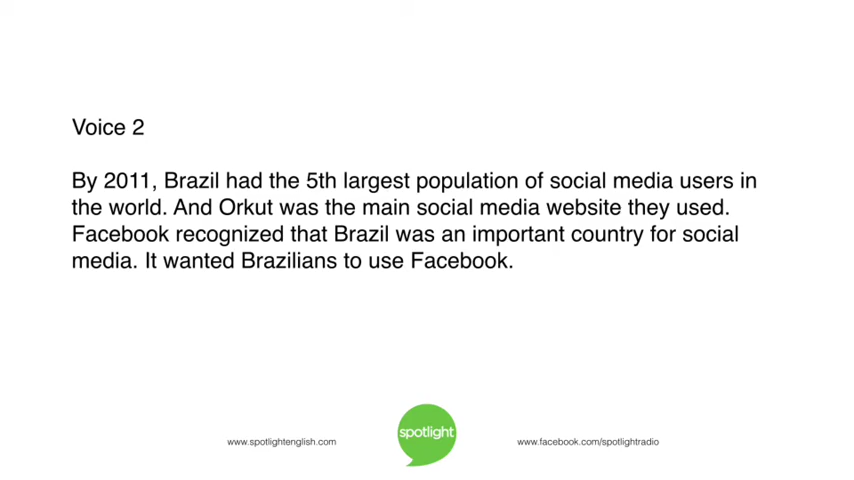 Voice 2
By 2011, Brazil had the 5th largest population of social media users in
the world. And Orkut was the main social media website they used.
Facebook recognized that Brazil was an important country for social
media. It wanted Brazilians to use Facebook.
spotlight
www.spotlightenglish.com
www.facebook.com/spotlightradio